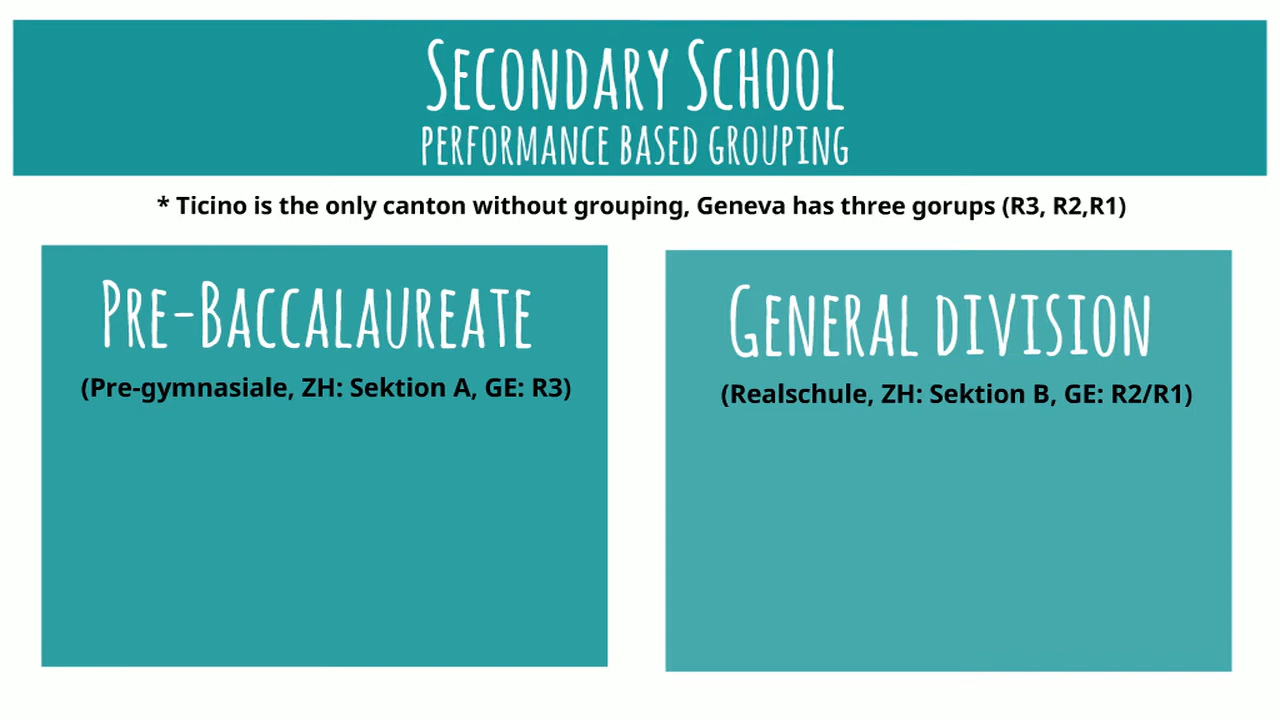 Secondary School
performance based grouping
* Ticino is the only canton without grouping, Geneva has three gorups (R3, R2,R1)
Pre-Baccalaureate
(Pre-gymnasiale, ZH: Sektion A, GE: R3)
General division
(Realschule, ZH: Sektion B, GE: R2/R1)